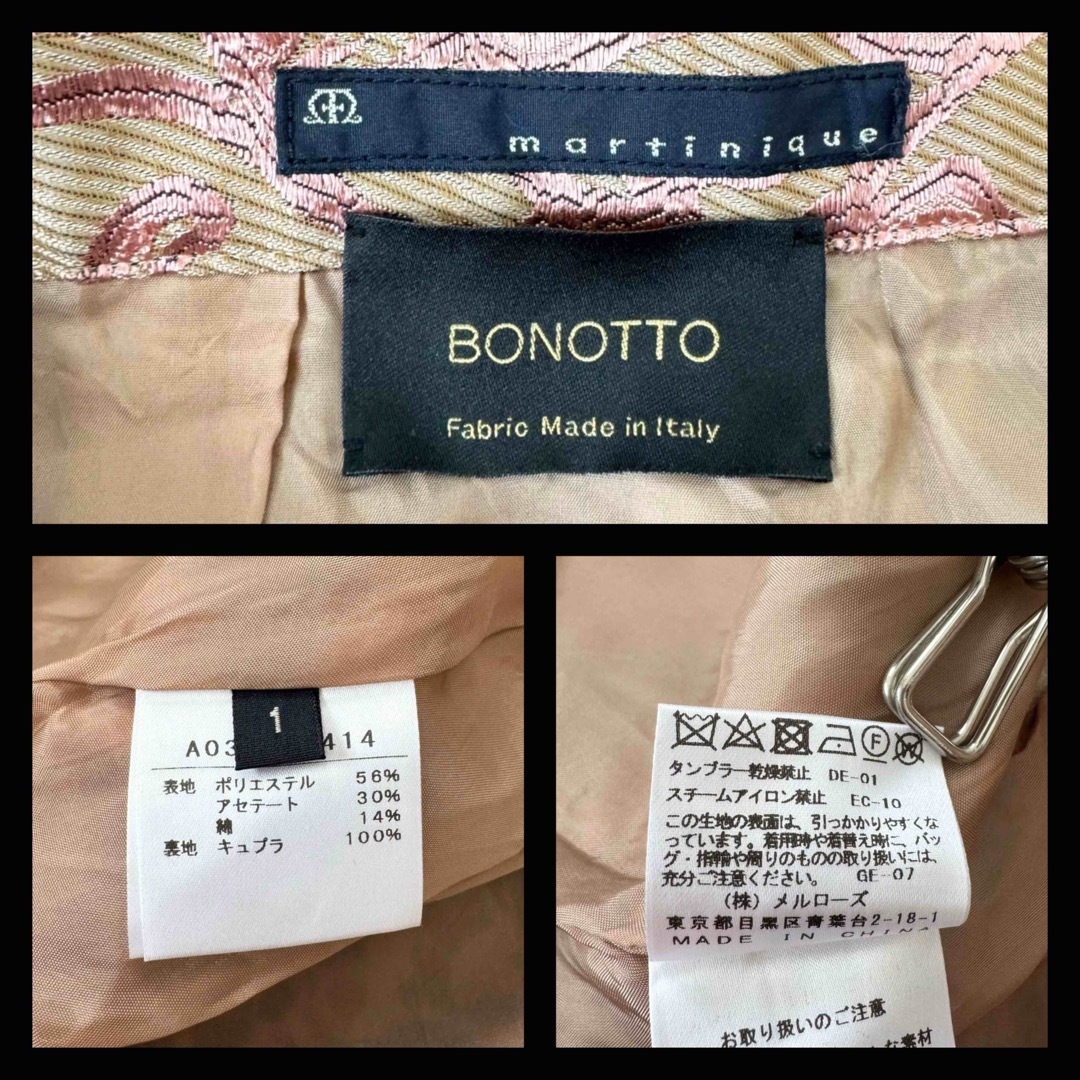 martinique
BONOTTO
Fabric Made in Italy
1
A03 414
表地 ポリエステル 56%
アセテート 30%
綿 14%
裏地 キュプラ 100%
タンブラー乾燥禁止 DE-01
スチームアイロン禁止 EC-10
この生地の表面は、引っかかりやすくな
っています。着用時や着替え時に、バッ
グ・指輪や周りのものの取り扱いには、
充分ご注意ください。 GE-07
(株)メルローズ
東京都目黒区青葉台2-18-1
MADE IN CHINA
お取り扱いのご注意
な素材